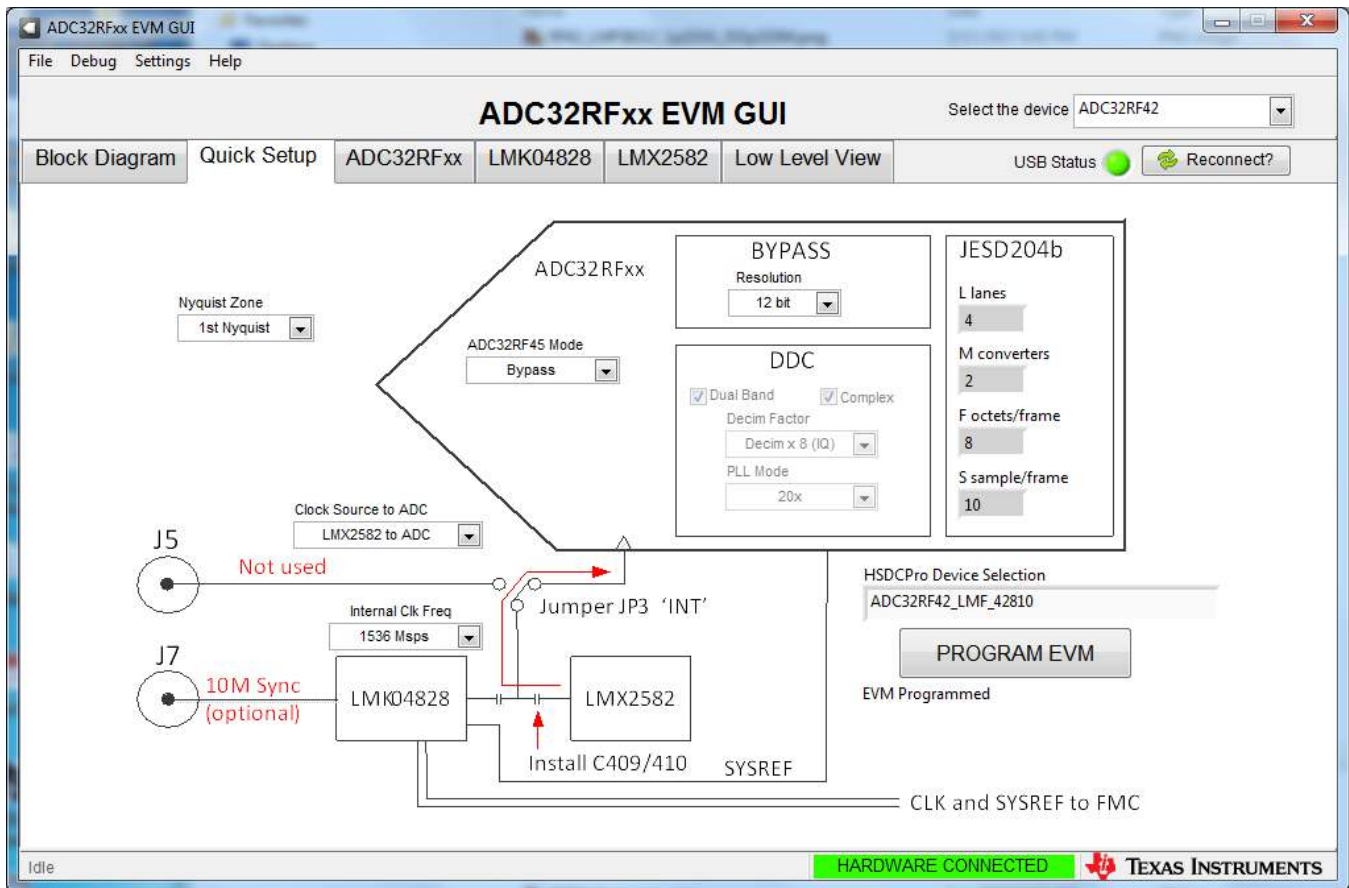 ADC32RFxx EVM GUI
File Debug Settings Help
ADC32RFxx EVM GUI
Select the device ADC32RF42
Block Diagram Quick Setup ADC32RFxx LMK04828 LMX2582 Low Level View
USB Status Reconnect?
ADC32RFxx
Nyquist Zone
1st Nyquist
ADC32RF45 Mode
Bypass
BYPASS
Resolution
12 bit
DDC
Dual Band Complex
Decim Factor
Decim x 8 (IQ)
PLL Mode
20x
JESD204b
L lanes
4
M converters
2
F octets/frame
8
S sample/frame
10
Clock Source to ADC
LMX2582 to ADC
J5
Not used
Jumper JP3 ‘INT’
Internal Clk Freq
1536 Msps
J7
10M Sync
(optional)
LMK04828
LMX2582
Install C409/410
SYSREF
CLK and SYSREF to FMC
HSDCPro Device Selection
ADC32RF42_LMF_42810
PROGRAM EVM
EVM Programmed
Idle
HARDWARE CONNECTED
TEXAS INSTRUMENTS